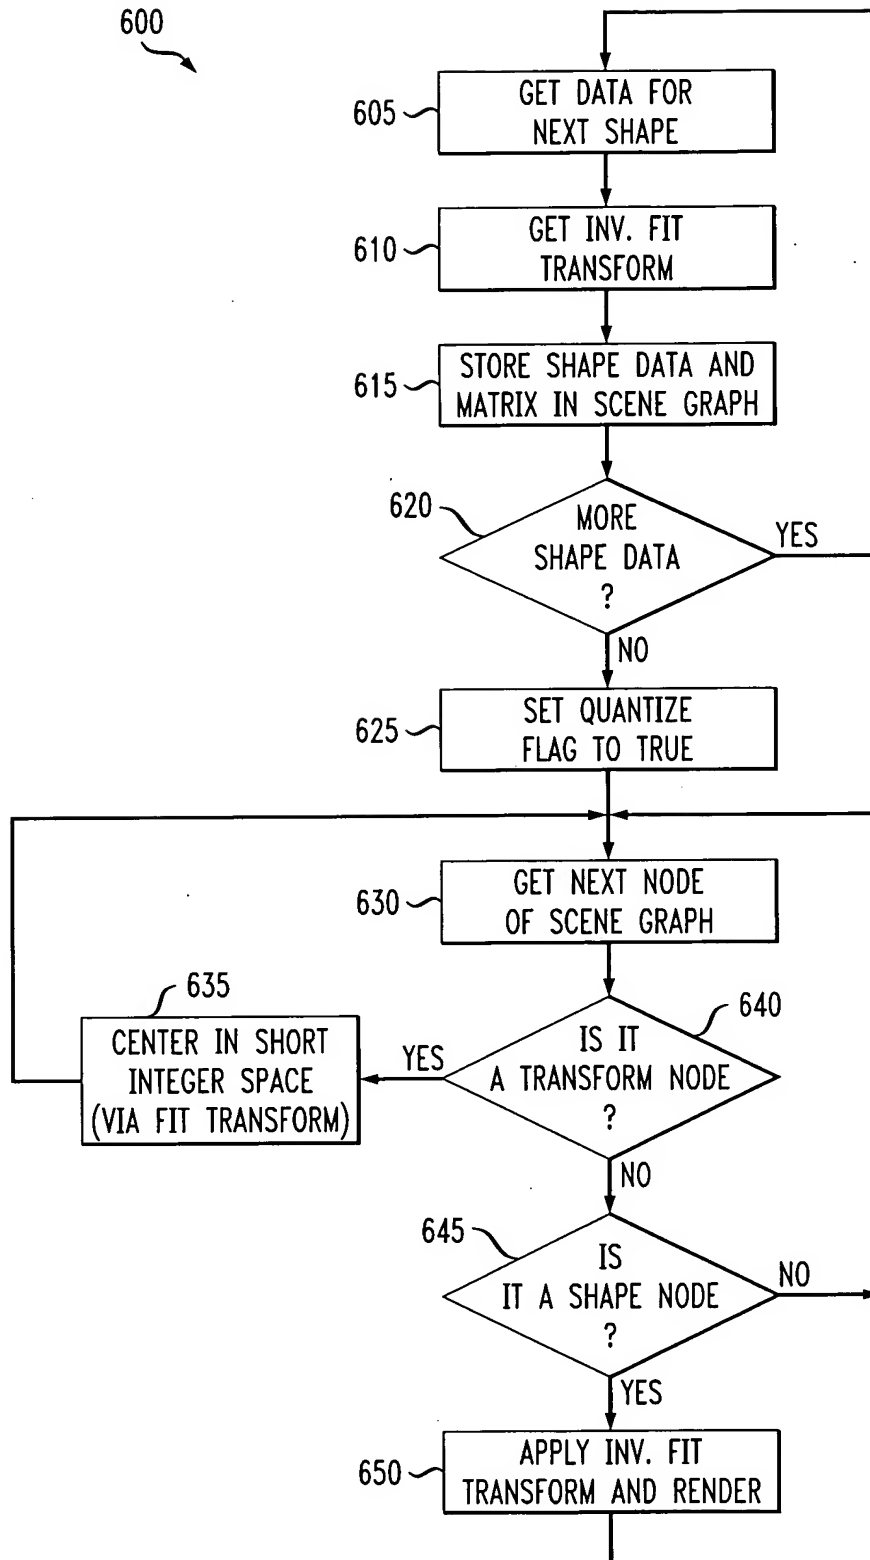 600
605
GET DATA FOR
NEXT SHAPE
610
GET INV. FIT
TRANSFORM
615
STORE SHAPE DATA AND
MATRIX IN SCENE GRAPH
620
MORE
SHAPE DATA
?
YES
NO
625
SET QUANTIZE
FLAG TO TRUE
630
GET NEXT NODE
OF SCENE GRAPH
635
CENTER IN SHORT
INTEGER SPACE
(VIA FIT TRANSFORM)
YES
640
IS IT
A TRANSFORM NODE
?
NO
645
IS
IT A SHAPE NODE
?
NO
YES
650
APPLY INV. FIT
TRANSFORM AND RENDER